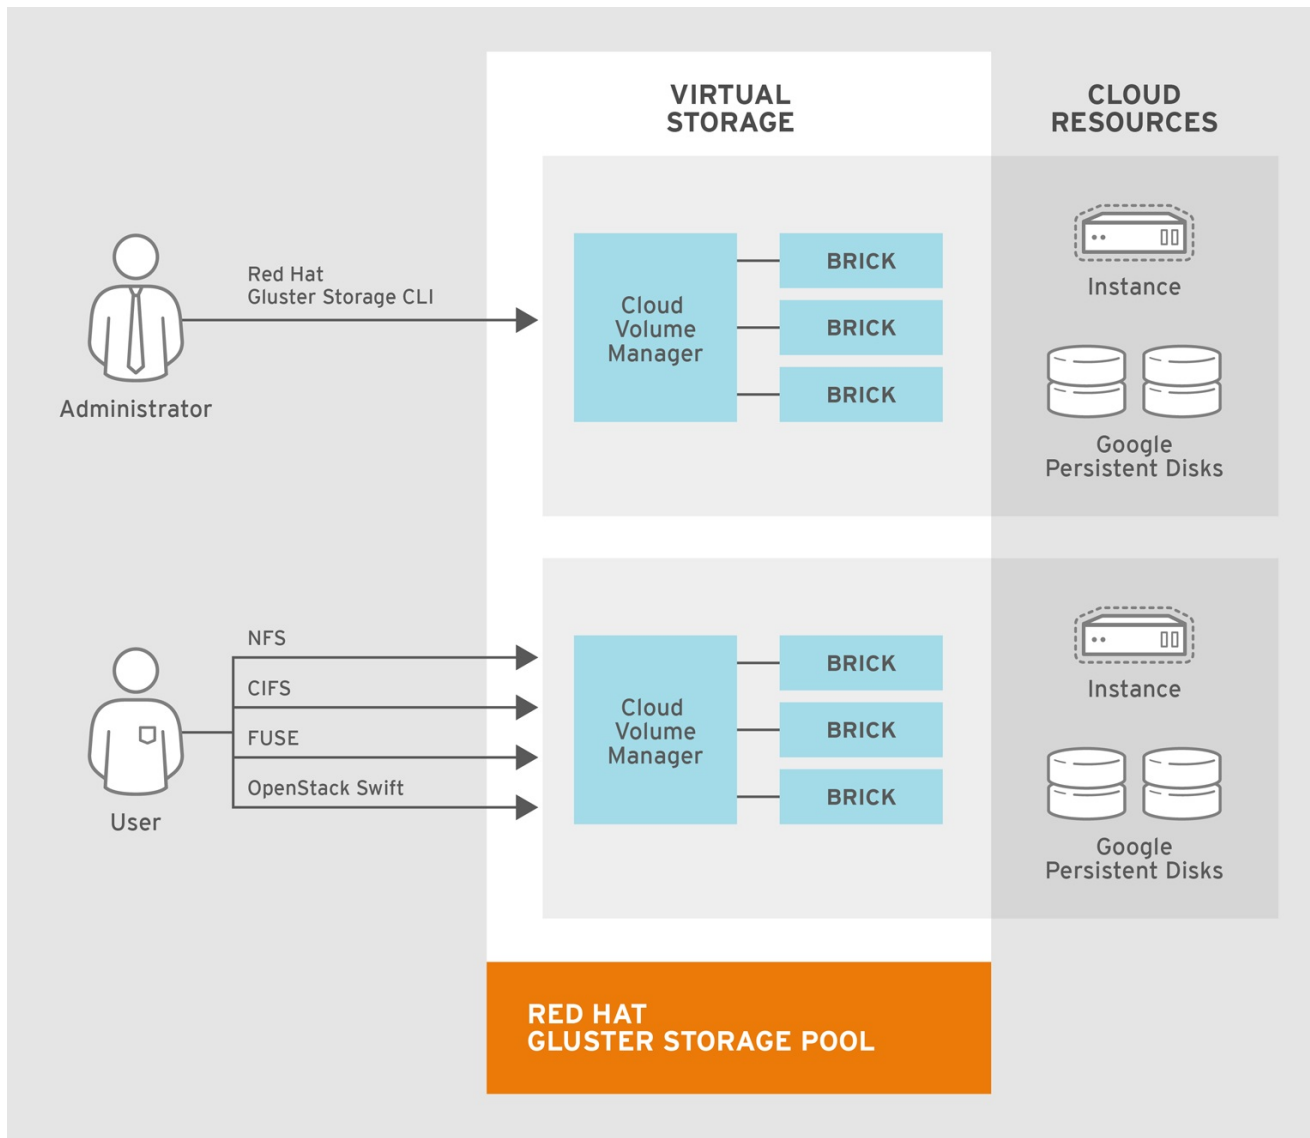 VIRTUAL
STORAGE
CLOUD
RESOURCES
Red Hat
Gluster Storage CLI
Administrator
Cloud
Volume
Manager
BRICK
BRICK
BRICK
Instance
Google
Persistent Disks
NFS
CIFS
FUSE
OpenStack Swift
User
Cloud
Volume
Manager
BRICK
BRICK
BRICK
Instance
Google
Persistent Disks
RED HAT
GLUSTER STORAGE POOL